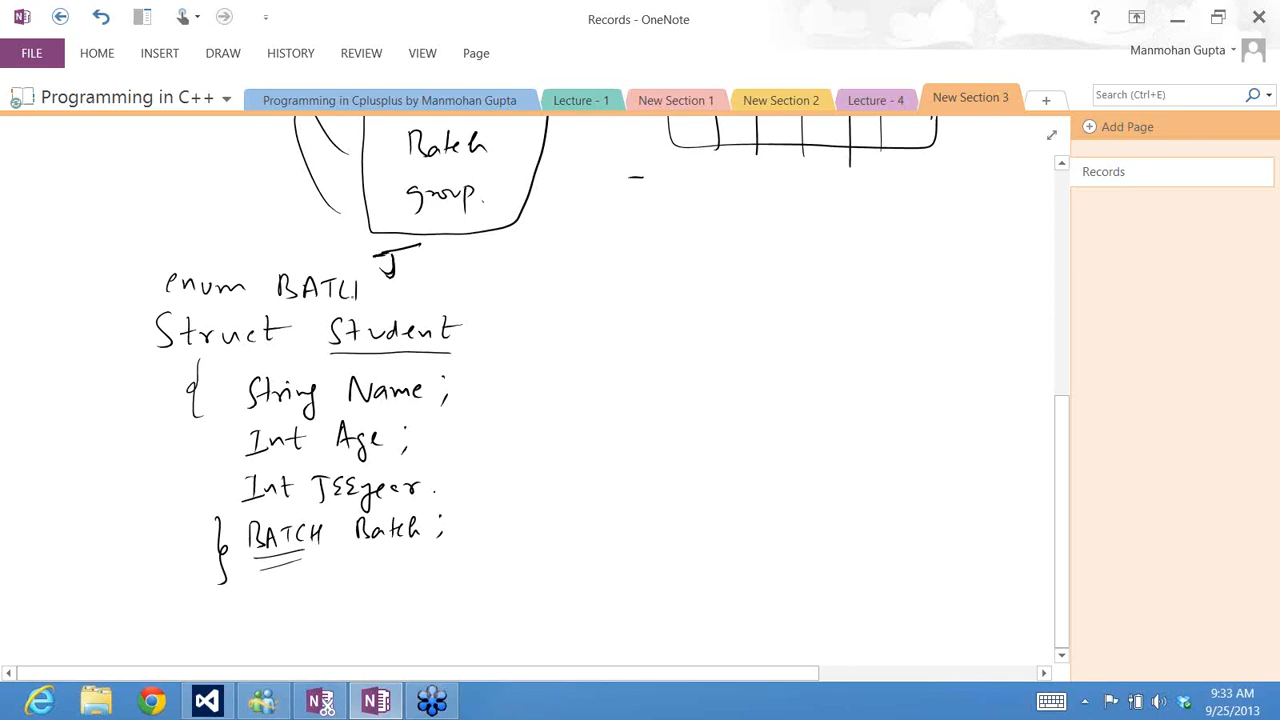 Records - OneNote
?
FILE HOME INSERT DRAW HISTORY REVIEW VIEW Page
Manmohan Gupta
Programming in C++
Programming in Cplusplus by Manmohan Gupta
Lecture - 1
New Section 1
New Section 2
Lecture - 4
New Section 3
+
Search (Ctrl+E)
Add Page
Records
Batch
group.
enum BATCH
Struct Student
{ String Name ;
Int Age ;
Int JEEyear .
} BATCH Batch ;
9:33 AM
9/25/2013